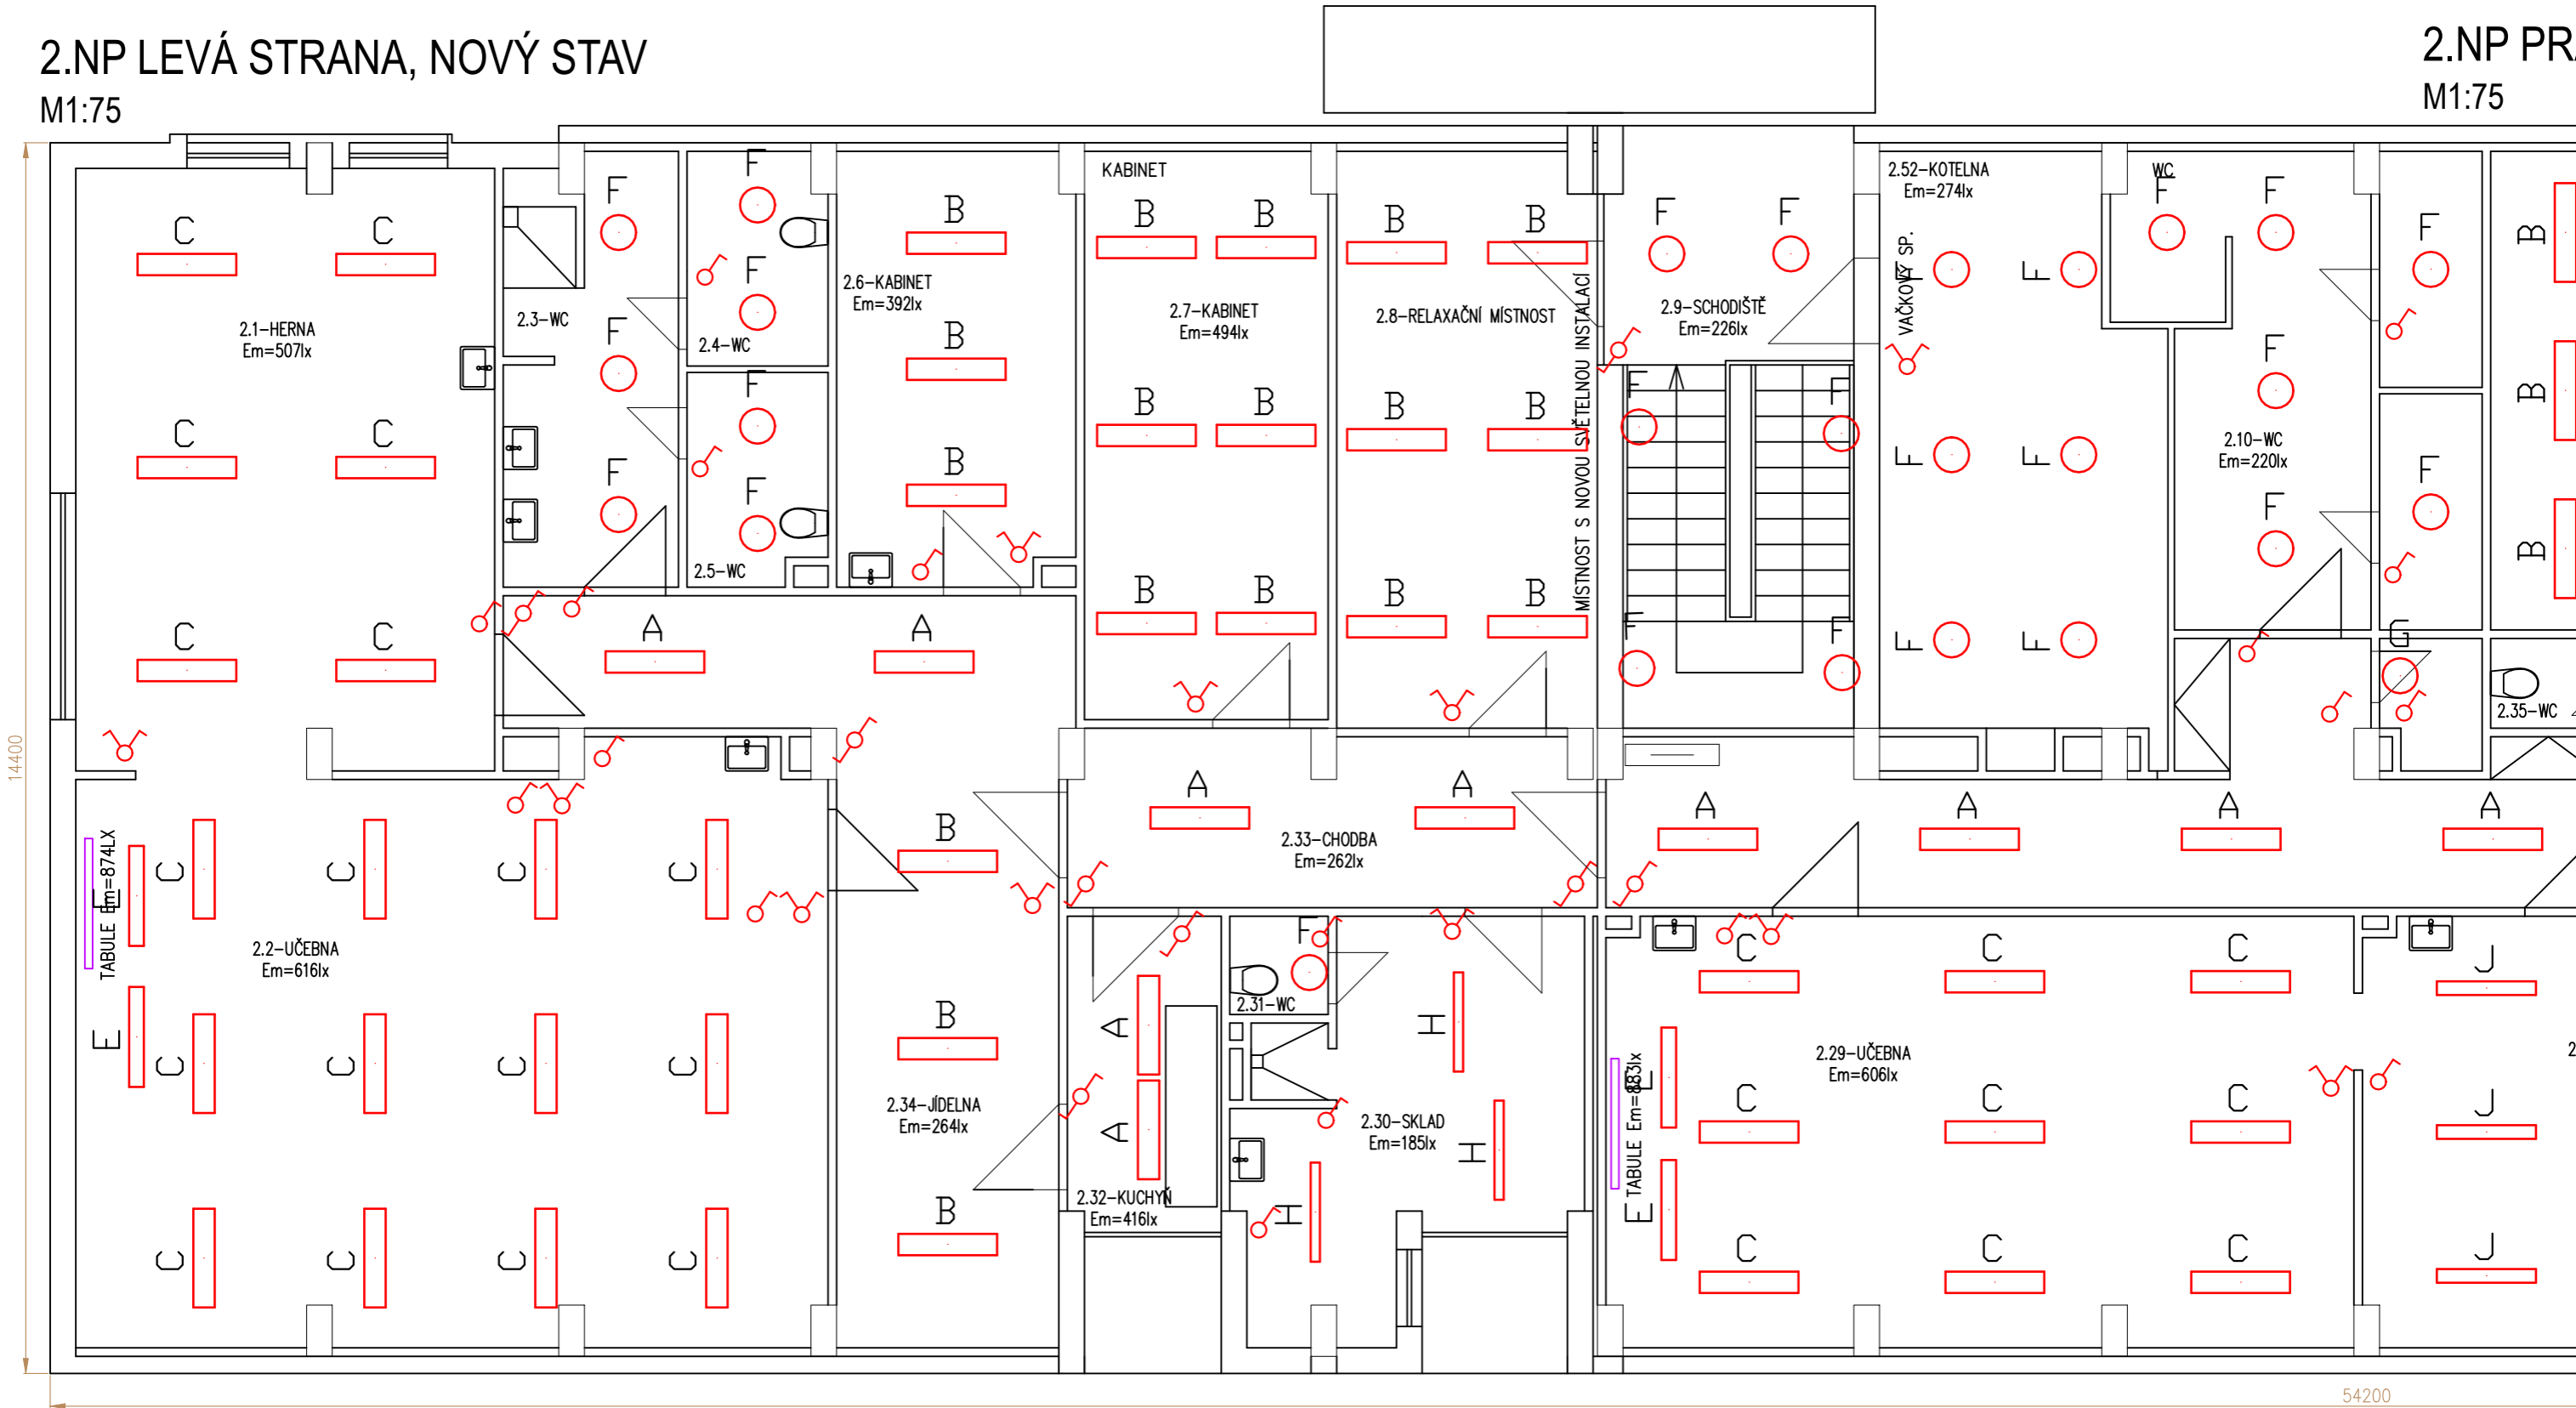 2.NP LEVÁ STRANA, NOVÝ STAV
M1:75
2.NP PR
M1:75
KABINET
2.52-KOTELNA
Em=274lx
WC
F
F
F
F
F
B
B
B
B
B
B
F
F
F
C
C
VAČKOVÝ SP.
F
F
B
F
2.6-KABINET
Em=392lx
2.3-WC
2.1-HERNA
Em=507lx
2.4-WC
F
2.7-KABINET
Em=494lx
2.8-RELAXAČNÍ MÍSTNOST
MÍSTNOST S NOVOU SVĚTELNOU INSTALACÍ
2.9-SCHODIŠTĚ
Em=226lx
F
B
F
F
F
F
B
B
B
B
B
C
C
2.10-WC
Em=220lx
F
F
F
F
B
F
F
B
2.5-WC
B
B
B
B
A
A
F
F
F
F
G
C
C
2.35-WC
14400
A
A
A
A
A
A
B
2.33-CHODBA
Em=262lx
C
C
C
C
TABULE Em=874LX
E
2.2-UČEBNA
Em=616lx
F
2.31-WC
C
C
C
J
A
H
E
B
C
C
C
C
2.29-UČEBNA
Em=606lx
2
TABULE Em=883lx
E
2.34-JÍDELNA
Em=264lx
A
2.30-SKLAD
Em=185lx
H
C
C
C
J
2.32-KUCHYŇ
Em=416lx
H
E
B
C
C
C
C
C
C
C
J
54200